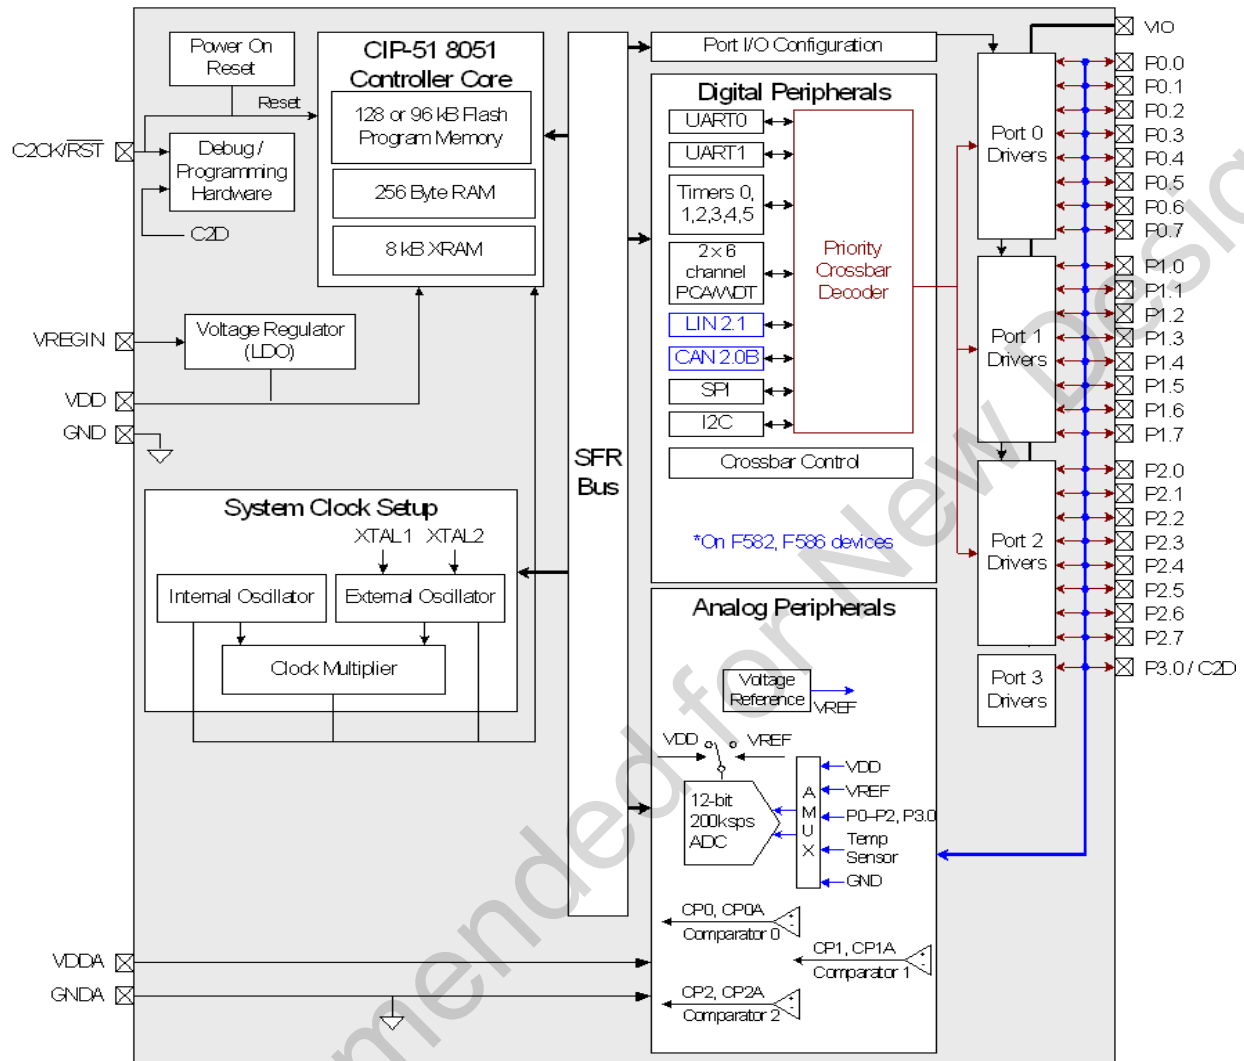 VIO
Power On
Reset
CIP-51 8051
Controller Core
Port I/O Configuration
P0.0
P0.1
P0.2
P0.3
P0.4
P0.5
P0.6
P0.7
Reset
128 or 96 kB Flash
Program Memory
256 Byte RAM
8 kB XRAM
C2CK/RST
Debug /
Programming
Hardware
C2D
Digital Peripherals
UART0
UART1
Timers 0,
1,2,3,4,5
2 x 6
channel
PCA/WDT
LIN 2.1
CAN 2.0B
SPI
I2C
Priority
Crossbar
Decoder
Crossbar Control
*On F582, F586 devices
Port 0
Drivers
Port 1
Drivers
Port 2
Drivers
Port 3
Drivers
P1.0
P1.1
P1.2
P1.3
P1.4
P1.5
P1.6
P1.7
P2.0
P2.1
P2.2
P2.3
P2.4
P2.5
P2.6
P2.7
P3.0 / C2D
VREGIN
Voltage Regulator
(LDO)
VDD
GND
SFR
Bus
System Clock Setup
XTAL1 XTAL2
Internal Oscillator
External Oscillator
Clock Multiplier
Analog Peripherals
Voltage
Reference
VREF
VDD
VREF
12-bit
200ksps
ADC
A
M
U
X
VDD
VREF
P0–P2, P3.0
Temp
Sensor
GND
CP0, CP0A
Comparator 0
CP1, CP1A
Comparator 1
CP2, CP2A
Comparator 2
VDDA
GNDA
mended for New Desig